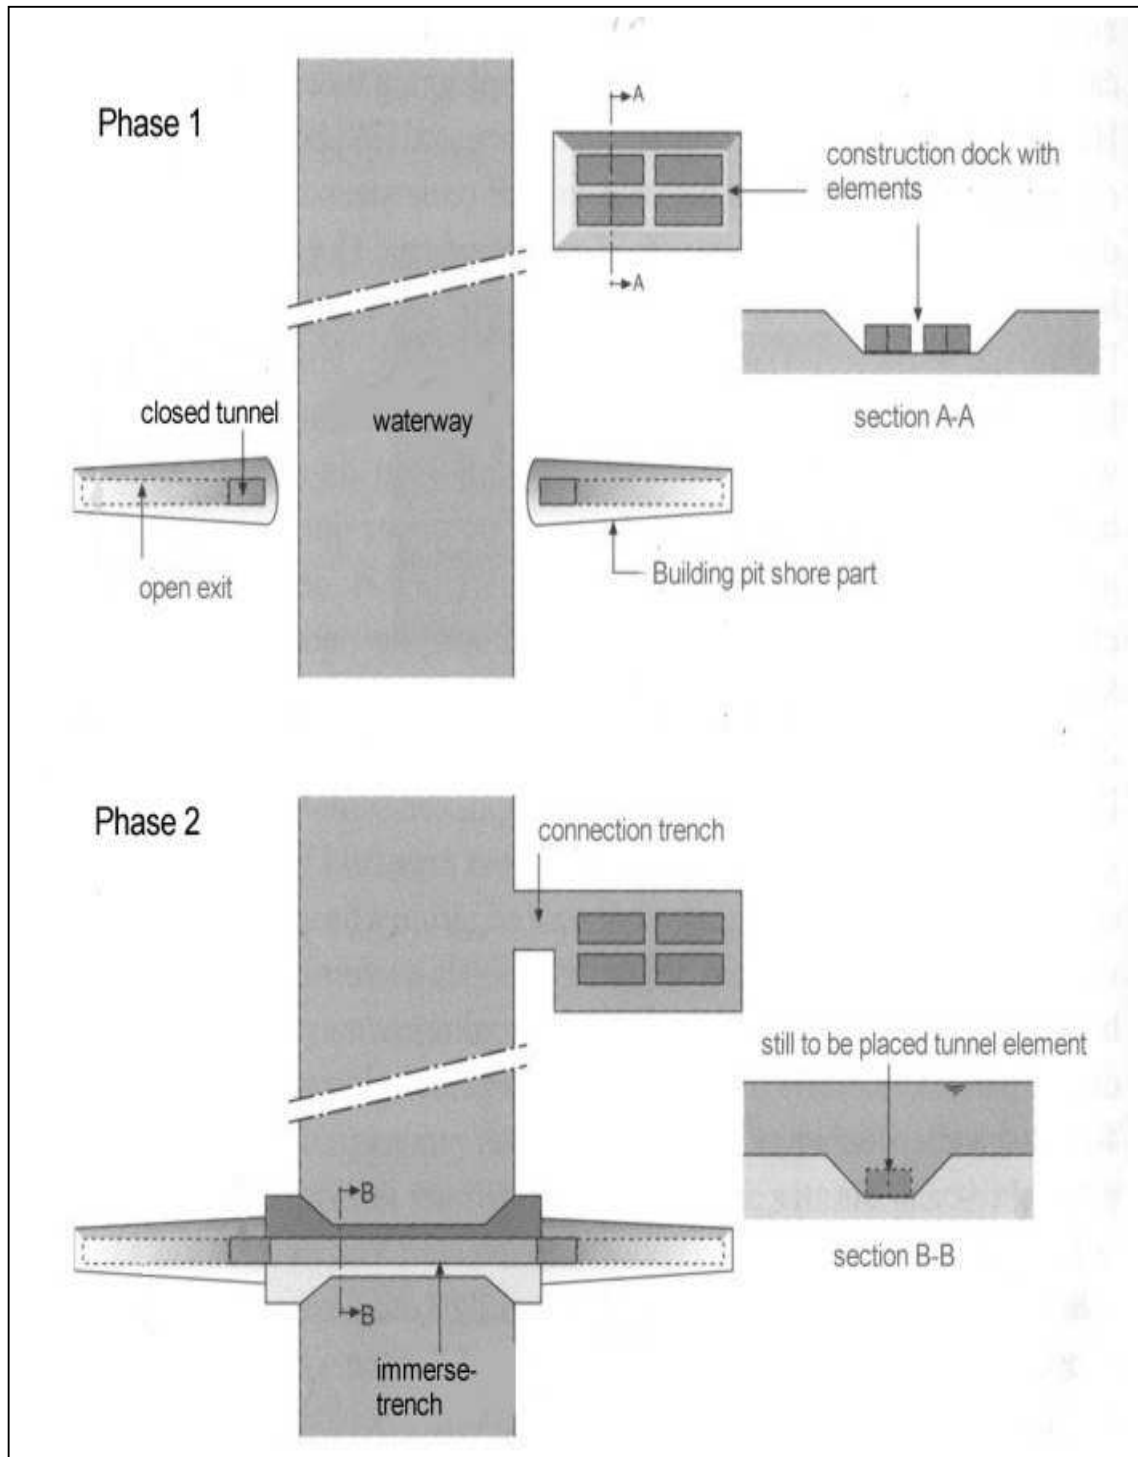 Phase 1
A
construction dock with
elements
A
section A-A
closed tunnel
waterway
open exit
Building pit shore part
Phase 2
connection trench
still to be placed tunnel element
B
section B-B
B
immerse-
trench